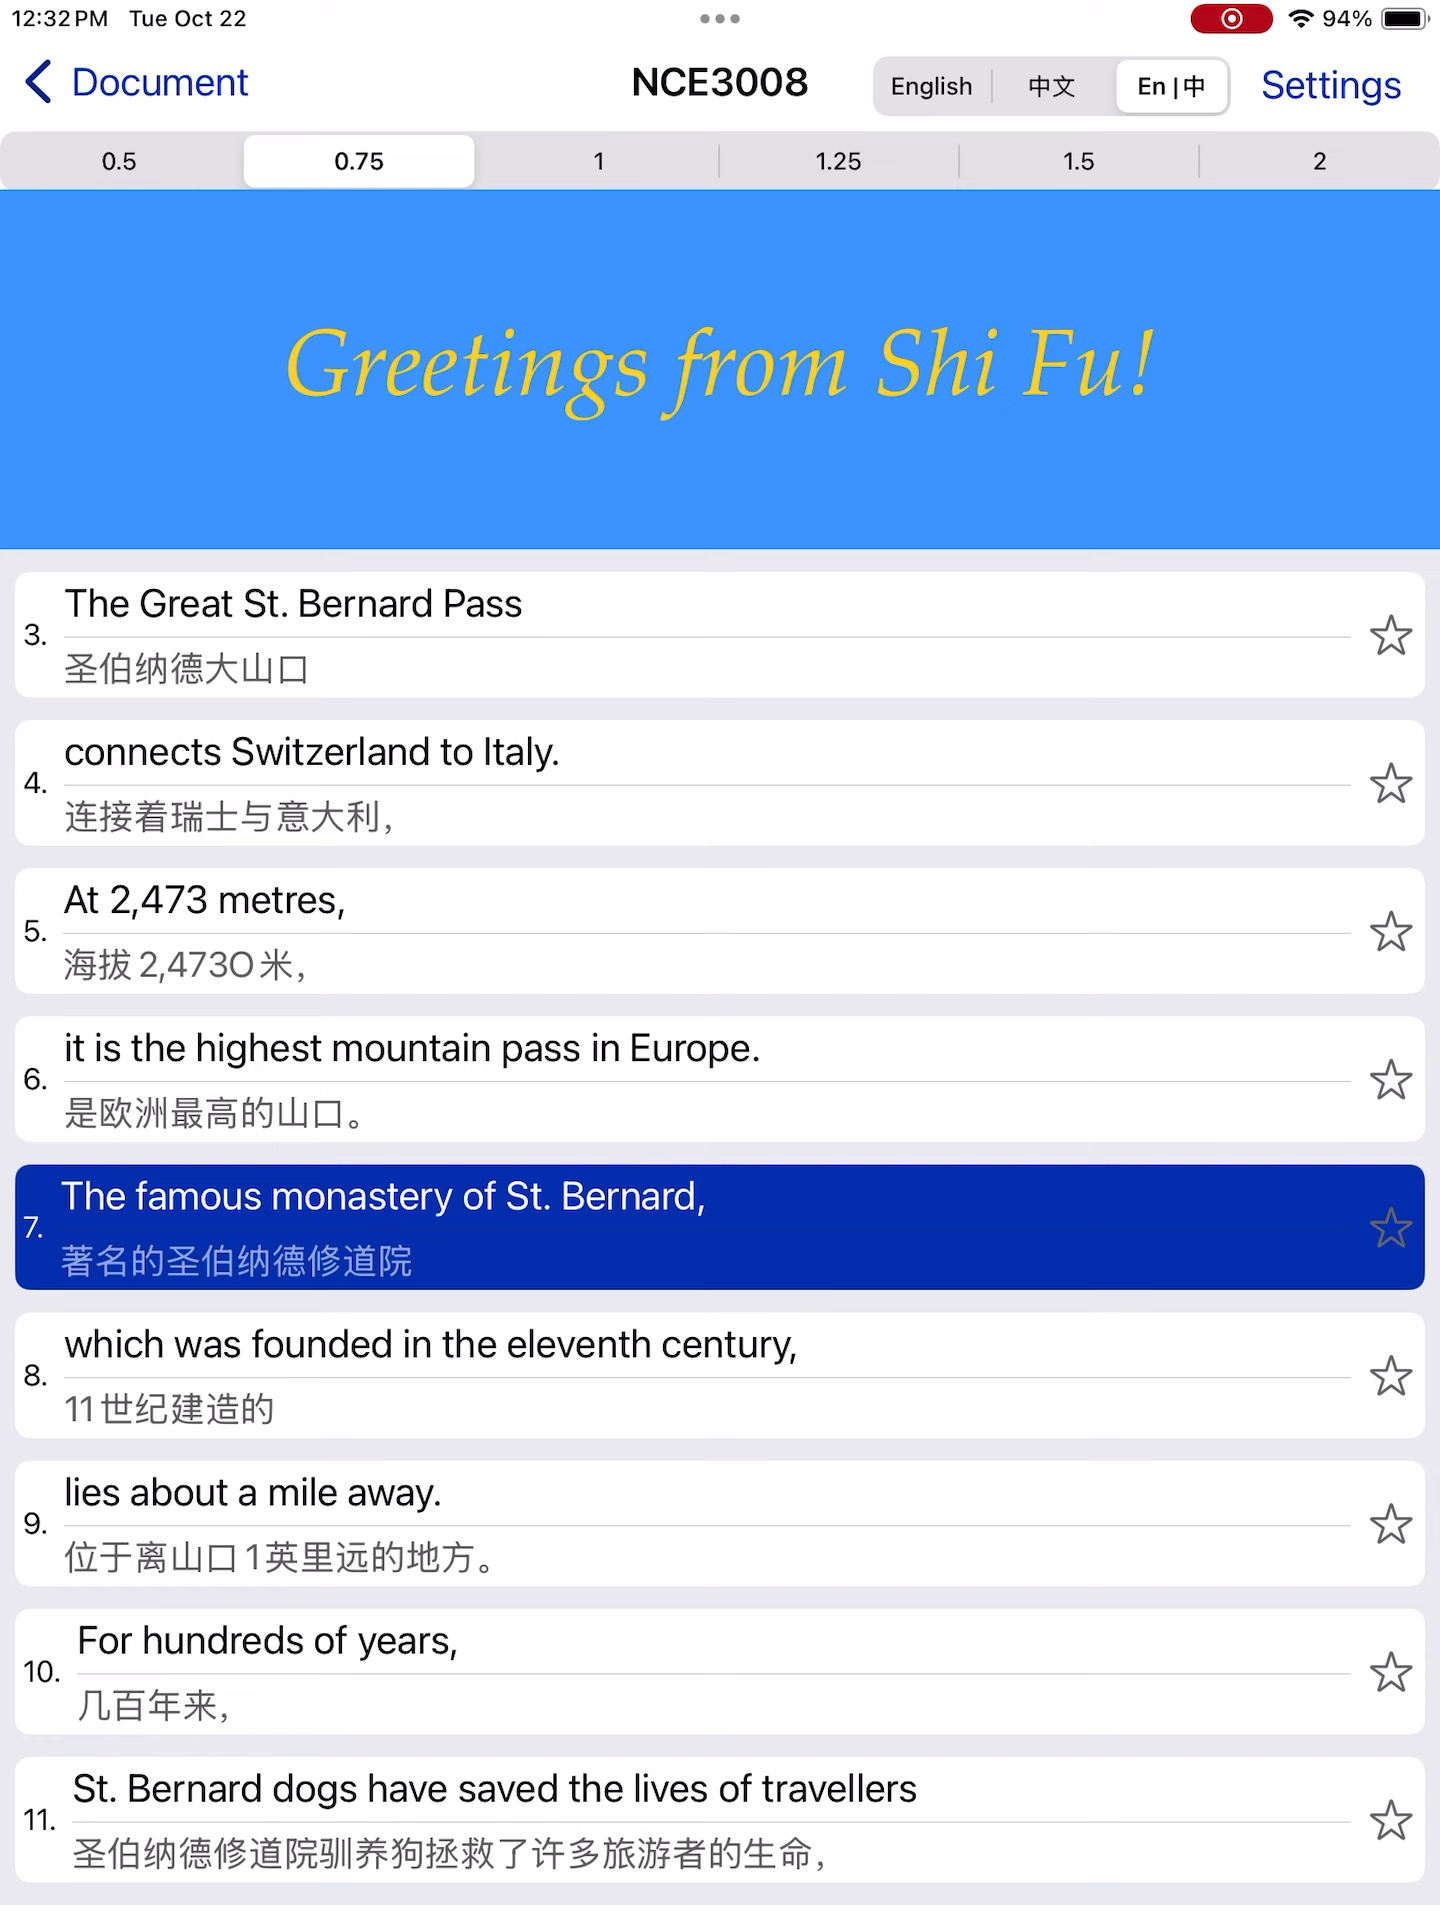 12:32 PM Tue Oct 22 94%
Document NCE3008 English 中文 En | 中 Settings
0.5 0.75 1 1.25 1.5 2
Greetings from Shi Fu!
3. The Great St. Bernard Pass
圣伯纳德大山口
4. connects Switzerland to Italy.
连接着瑞士与意大利，
5. At 2,473 metres,
海拔2,473O米，
6. it is the highest mountain pass in Europe.
是欧洲最高的山口。
7. The famous monastery of St. Bernard,
著名的圣伯纳德修道院
8. which was founded in the eleventh century,
11世纪建造的
9. lies about a mile away.
位于离山口1英里远的地方。
10. For hundreds of years,
几百年来，
11. St. Bernard dogs have saved the lives of travellers
圣伯纳德修道院驯养狗拯救了许多旅游者的生命，